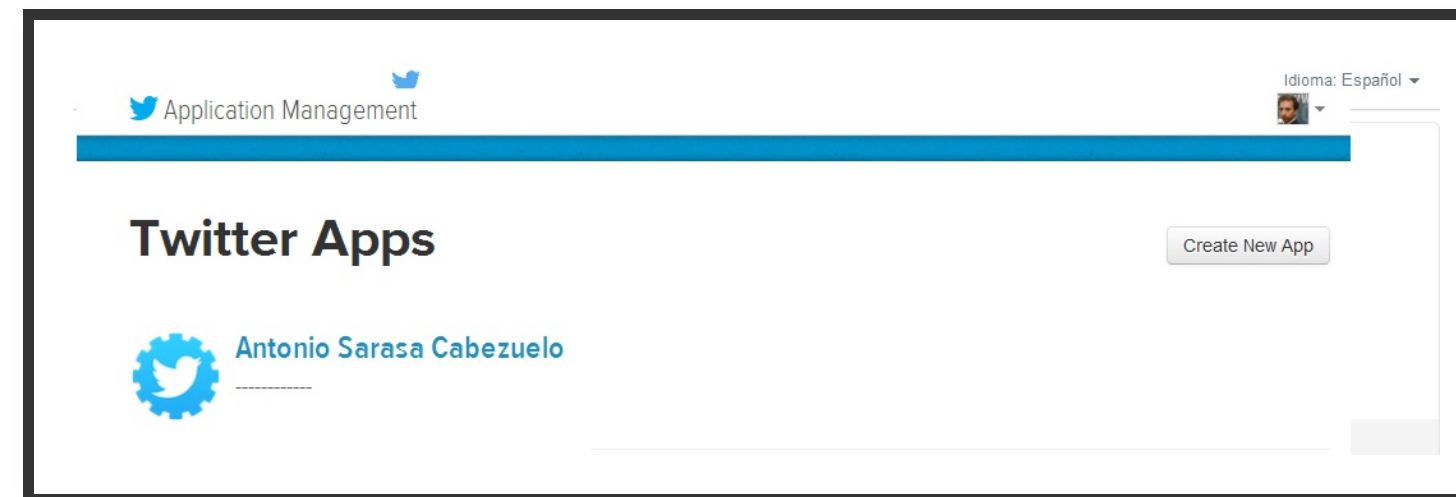 Idioma: Español
Application Management
Twitter Apps
Create New App
Antonio Sarasa Cabezuelo
------------